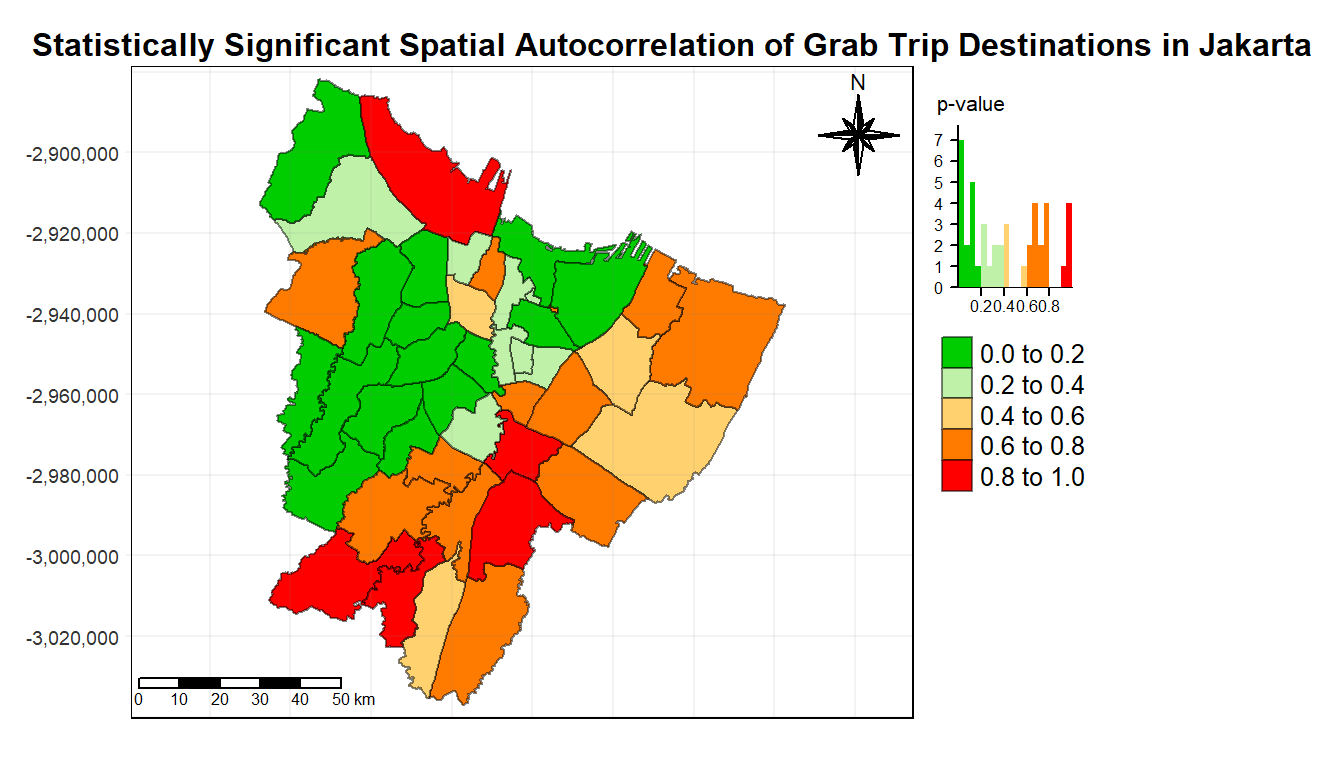 Statistically Significant Spatial Autocorrelation of Grab Trip Destinations in Jakarta
N
p-value
7
6
5
4
3
2
1
0
0.20.40.60.8
0.0 to 0.2
0.2 to 0.4
0.4 to 0.6
0.6 to 0.8
0.8 to 1.0
-2,900,000
-2,920,000
-2,940,000
-2,960,000
-2,980,000
-3,000,000
-3,020,000
0 10 20 30 40 50 km